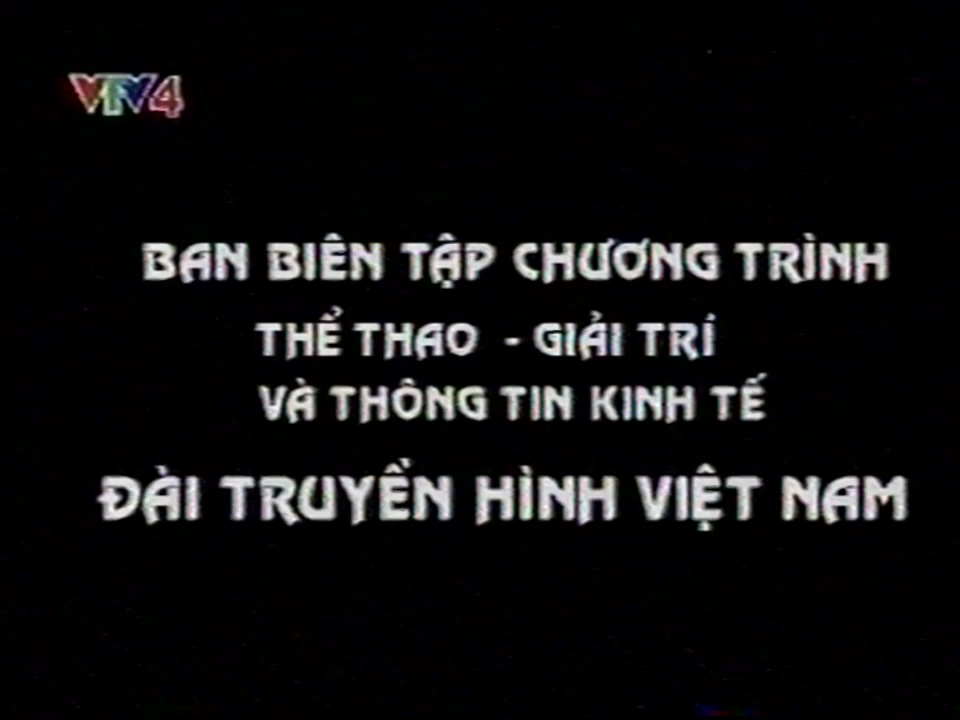 VTV4
BAN BIÊN TẬP CHƯƠNG TRÌNH
THỂ THAO - GIẢI TRÍ
VÀ THÔNG TIN KINH TẾ
ĐÀI TRUYỀN HÌNH VIỆT NAM